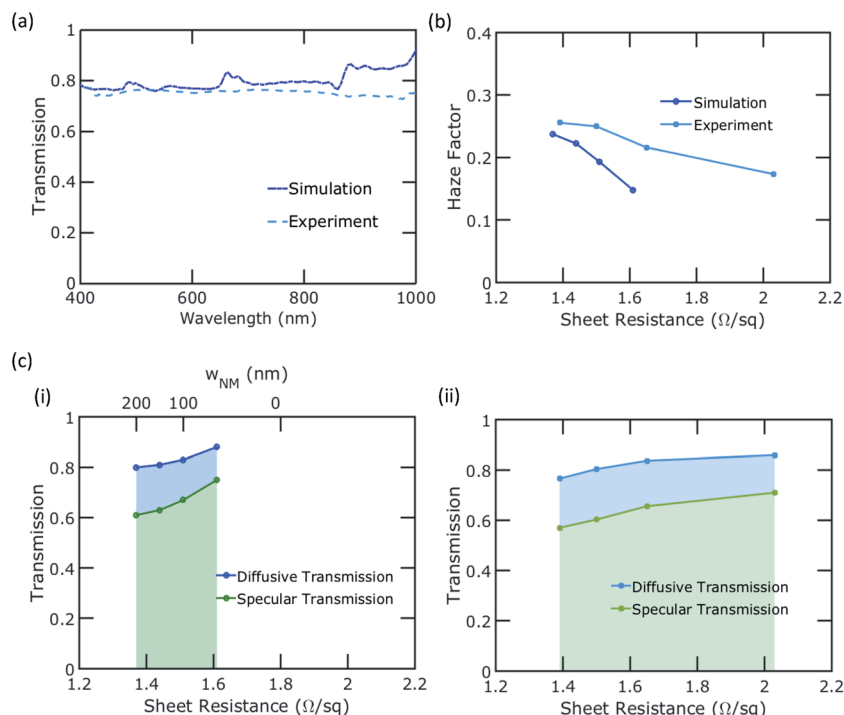 (a)
1
0.8
0.6
0.4
0.2
0
Transmission
Simulation
Experiment
400
600
800
1000
Wavelength (nm)
(b)
0.4
0.3
0.2
0.1
0
Haze Factor
Simulation
Experiment
1.2
1.4
1.6
1.8
2
2.2
Sheet Resistance (Ω/sq)
(c)
(i)
w_NM (nm)
200
100
0
1
0.8
0.6
0.4
0.2
0
Transmission
Diffusive Transmission
Specular Transmission
1.2
1.4
1.6
1.8
2
2.2
Sheet Resistance (Ω/sq)
(ii)
1
0.8
0.6
0.4
0.2
0
Transmission
Diffusive Transmission
Specular Transmission
1.2
1.4
1.6
1.8
2
2.2
Sheet Resistance (Ω/sq)